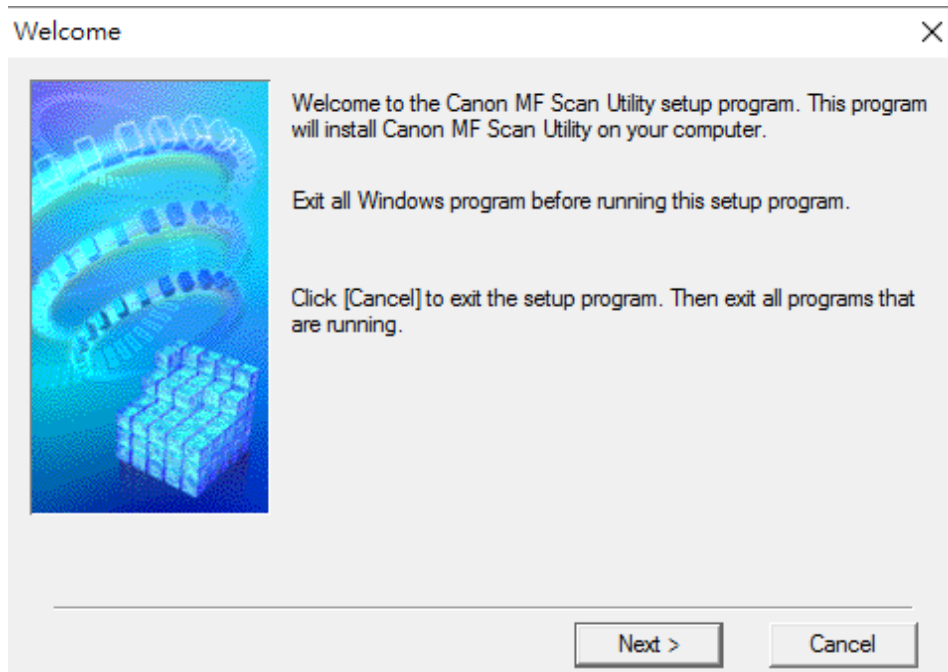 Welcome
Welcome to the Canon MF Scan Utility setup program. This program
will install Canon MF Scan Utility on your computer.
Exit all Windows program before running this setup program.
Click [Cancel] to exit the setup program. Then exit all programs that
are running.
Next >
Cancel